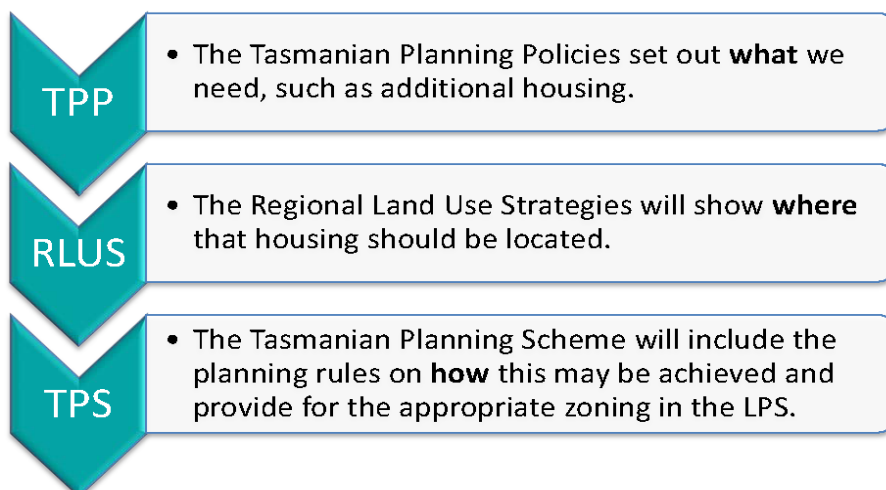 TPP
• The Tasmanian Planning Policies set out what we
need, such as additional housing.
RLUS
• The Regional Land Use Strategies will show where
that housing should be located.
TPS
• The Tasmanian Planning Scheme will include the
planning rules on how this may be achieved and
provide for the appropriate zoning in the LPS.